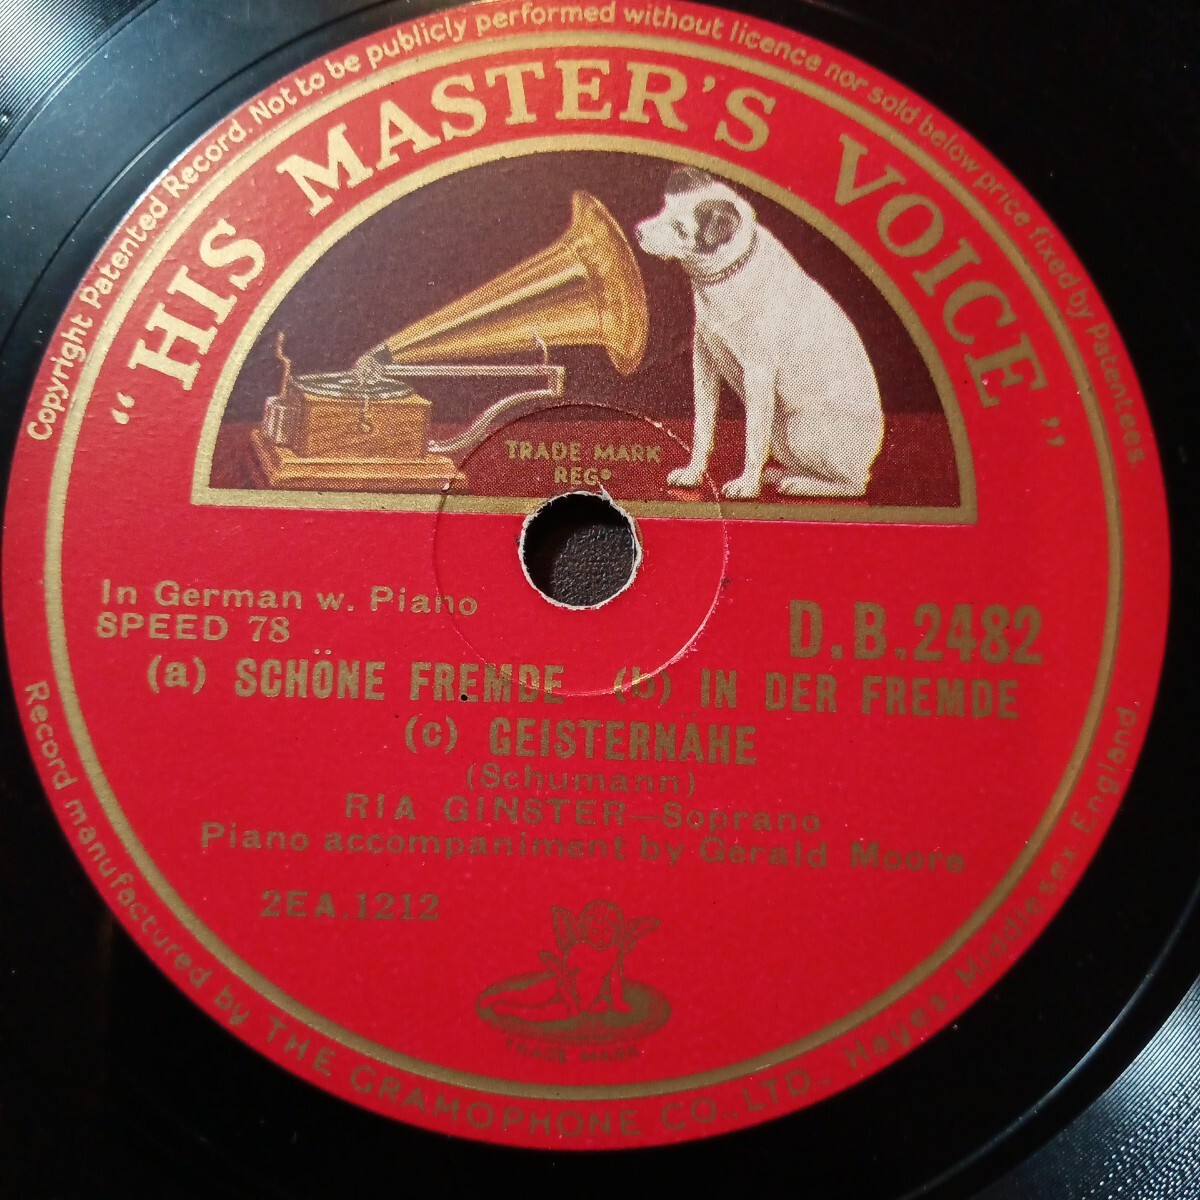 Copyright Patented Record. Not to be publicly performed without licence nor sold below price fixed by Patentees.
"HIS MASTER'S VOICE"
TRADE MARK
REGD
In German w. Piano
SPEED 78
D.B.2482
(a) SCHÖNE FREMDE (b) IN DER FREMDE
(c) GEISTERNÄHE
(Schumann)
RIA GINSTER—Soprano
Piano accompaniment by Gerald Moore
2EA.1212
TRADE MARK
Record manufactured by THE GRAMOPHONE CO., LTD., Hayes, Middlesex, England.